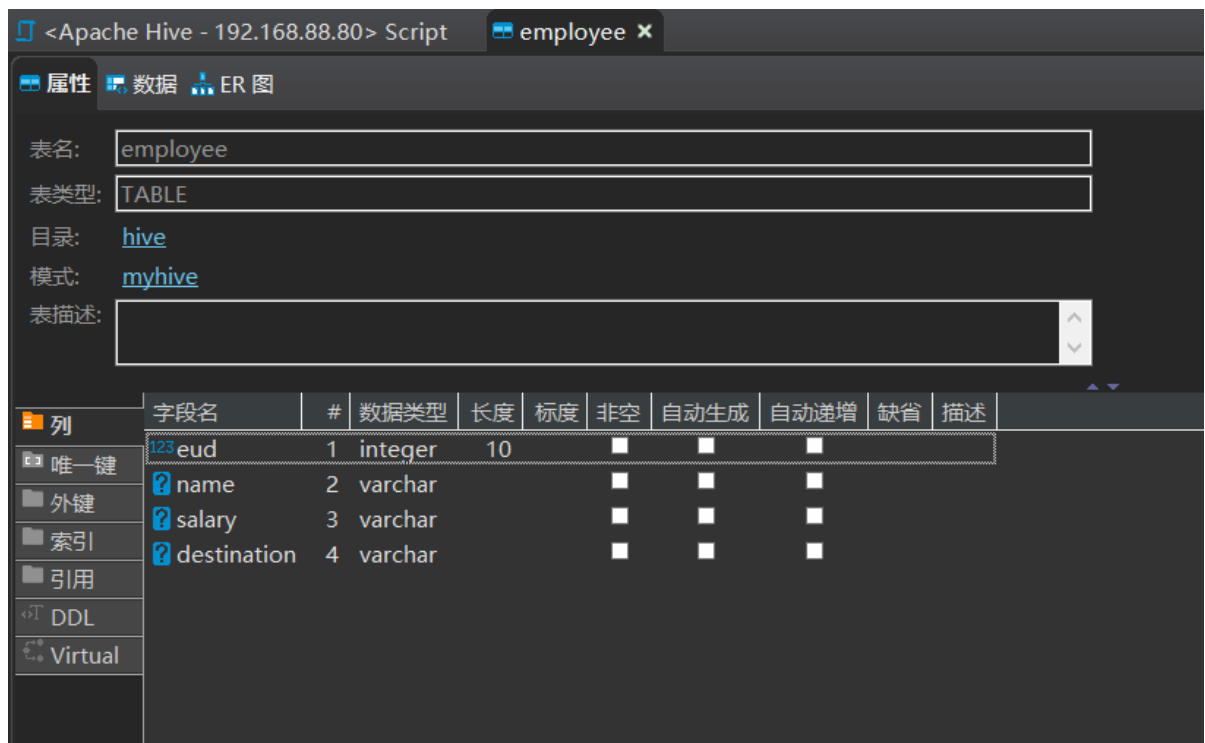 <Apache Hive - 192.168.88.80> Script employee
属性 数据 ER 图
表名: employee
表类型: TABLE
目录: hive
模式: myhive
表描述:
列
唯一键
外键
索引
引用
DDL
Virtual
字段名 # 数据类型 长度 标度 非空 自动生成 自动递增 缺省 描述
123 eud 1 integer 10
? name 2 varchar
? salary 3 varchar
? destination 4 varchar